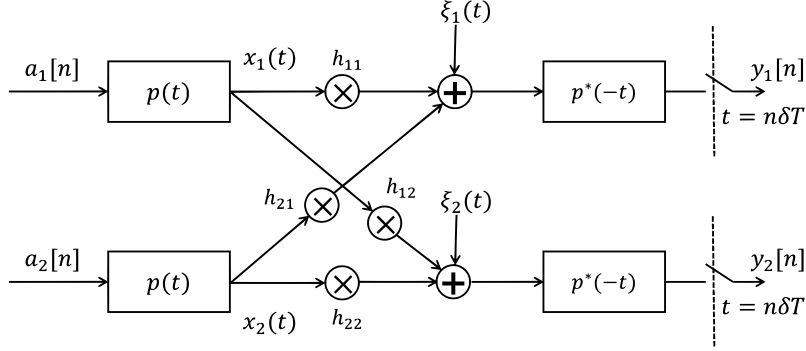 ξ₁(t)
a₁[n]
p(t)
x₁(t)
h₁₁
p*(−t)
y₁[n]
t = nδT
h₂₁
h₁₂
ξ₂(t)
a₂[n]
p(t)
x₂(t)
h₂₂
p*(−t)
y₂[n]
t = nδT